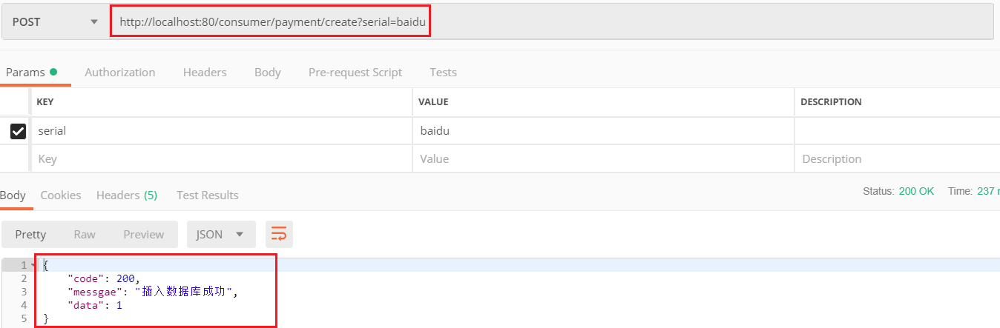 POST http://localhost:80/consumer/payment/create?serial=baidu
Params Authorization Headers Body Pre-request Script Tests
KEY VALUE DESCRIPTION
serial baidu
Key Value Description
Body Cookies Headers (5) Test Results Status: 200 OK Time: 237
Pretty Raw Preview JSON
1 {
2 "code": 200,
3 "messgae": "插入数据库成功",
4 "data": 1
5 }